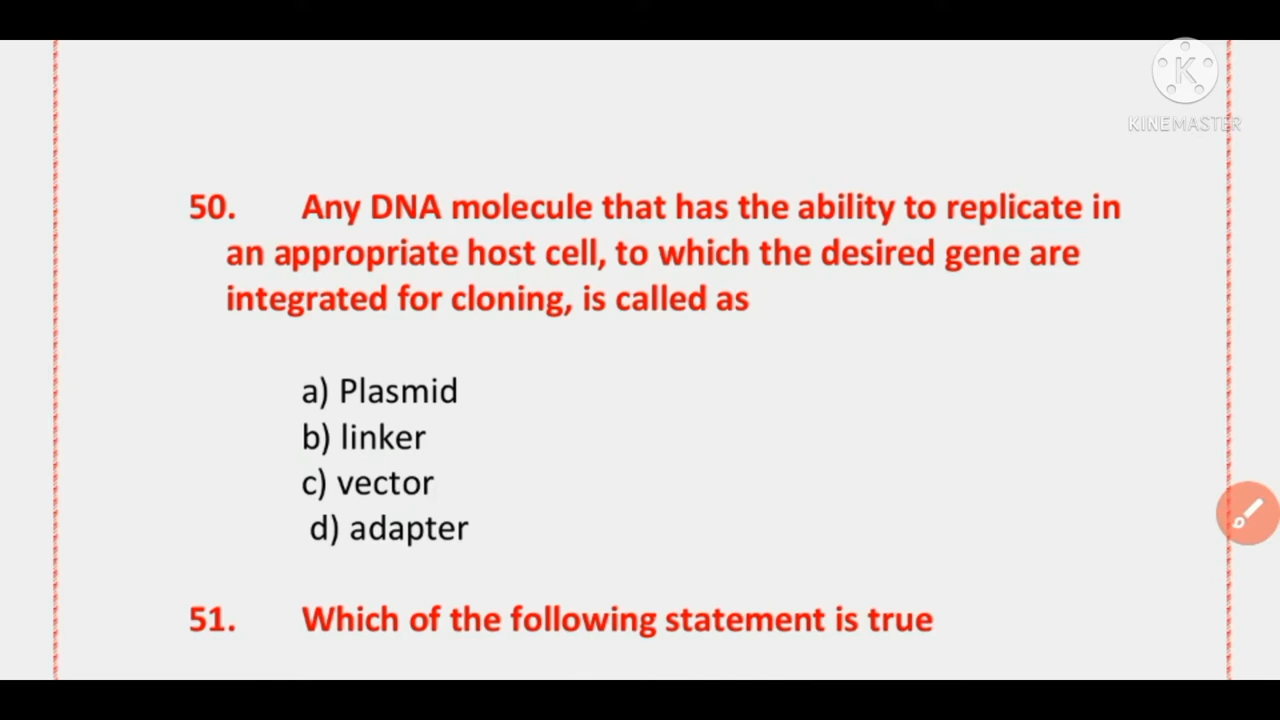 K
KINEMASTER
50. Any DNA molecule that has the ability to replicate in
an appropriate host cell, to which the desired gene are
integrated for cloning, is called as
a) Plasmid
b) linker
c) vector
d) adapter
51. Which of the following statement is true